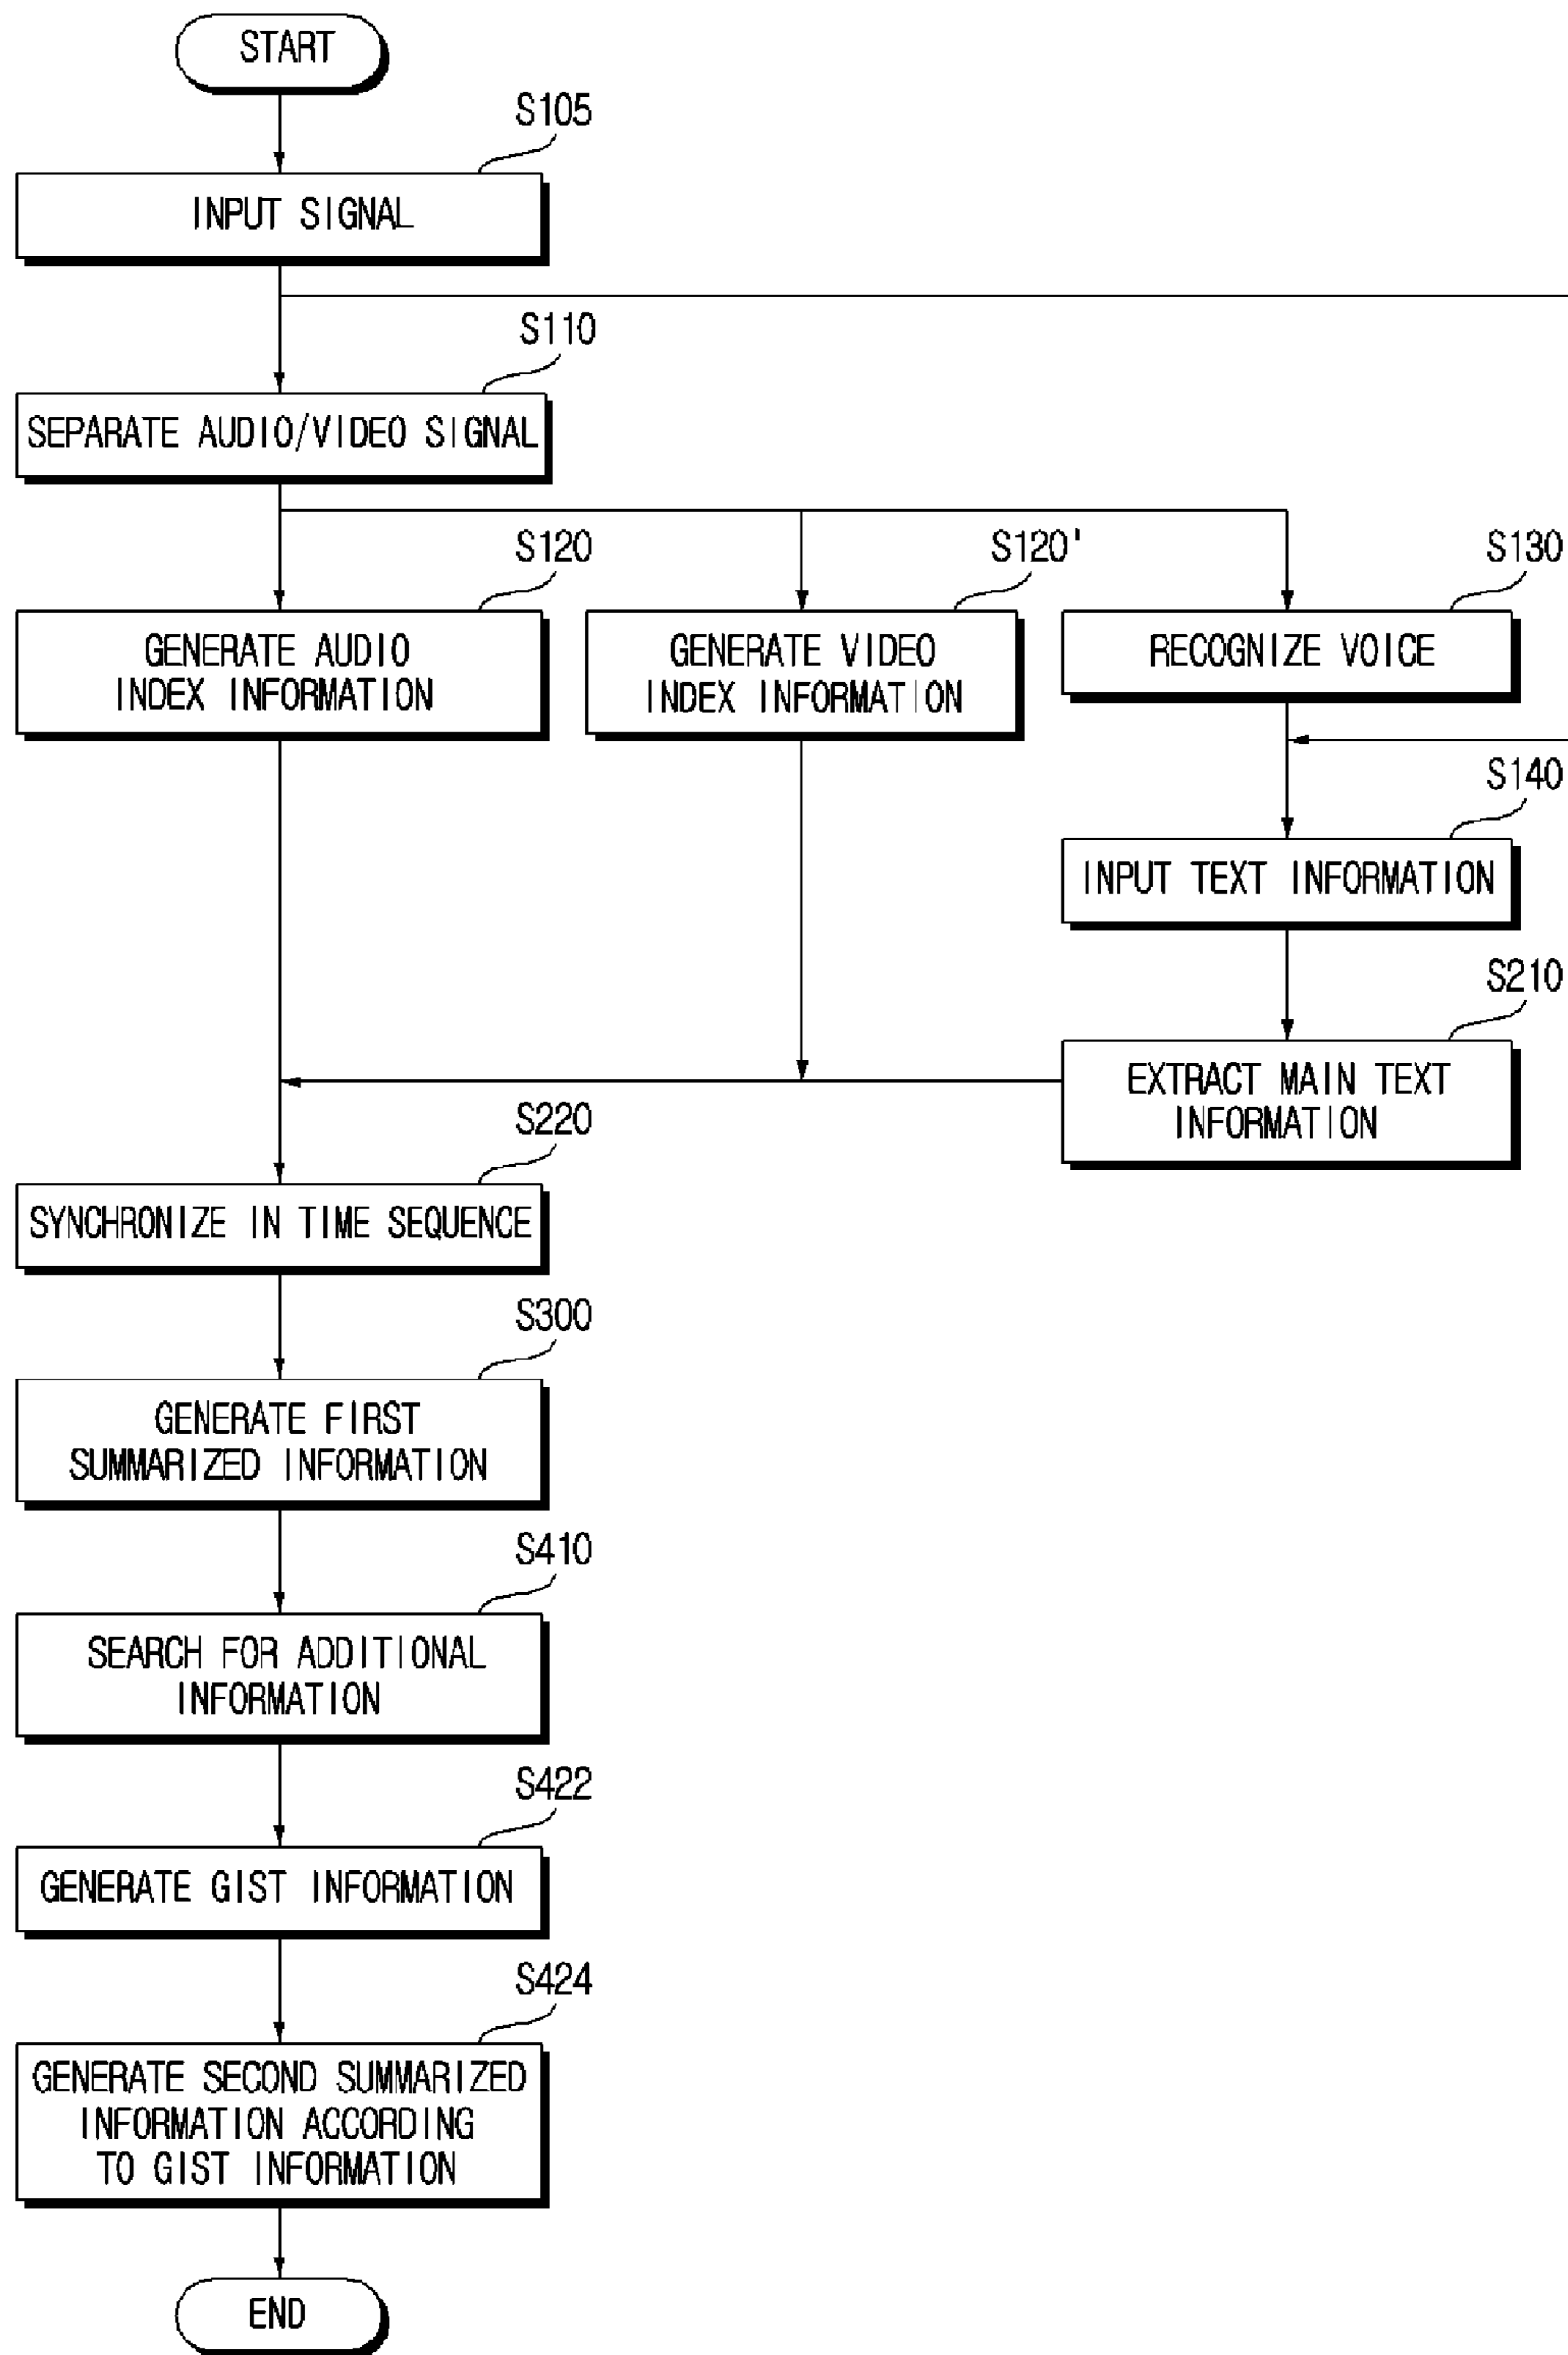 START
S105
INPUT SIGNAL
S110
SEPARATE AUDIO/VIDEO SIGNAL
S120
GENERATE AUDIO
INDEX INFORMATION
S120'
GENERATE VIDEO
INDEX INFORMATION
S130
RECOGNIZE VOICE
S140
INPUT TEXT INFORMATION
S210
EXTRACT MAIN TEXT
INFORMATION
S220
SYNCHRONIZE IN TIME SEQUENCE
S300
GENERATE FIRST
SUMMARIZED INFORMATION
S410
SEARCH FOR ADDITIONAL
INFORMATION
S422
GENERATE GIST INFORMATION
S424
GENERATE SECOND SUMMARIZED
INFORMATION ACCORDING
TO GIST INFORMATION
END